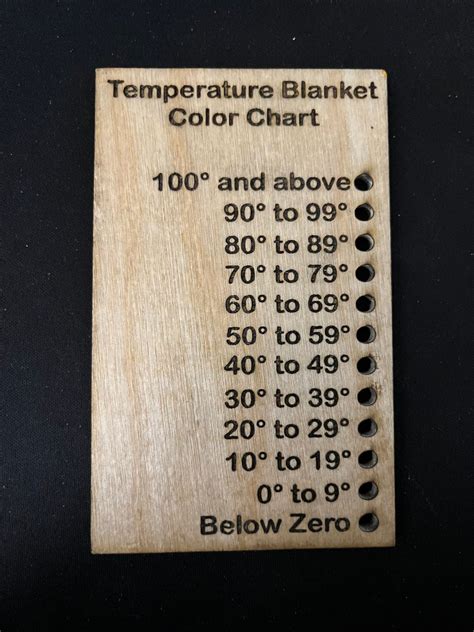 Temperature Blanket
Color Chart
100° and above
90° to 99°
80° to 89°
70° to 79°
60° to 69°
50° to 59°
40° to 49°
30° to 39°
20° to 29°
10° to 19°
0° to 9°
Below Zero